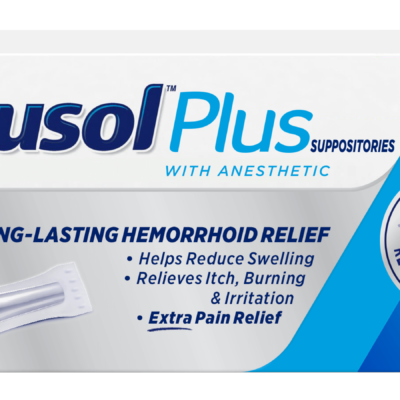 usol™ Plus SUPPOSITORIES
WITH ANESTHETIC
NG-LASTING HEMORRHOID RELIEF
• Helps Reduce Swelling
• Relieves Itch, Burning
& Irritation
• Extra Pain Relief